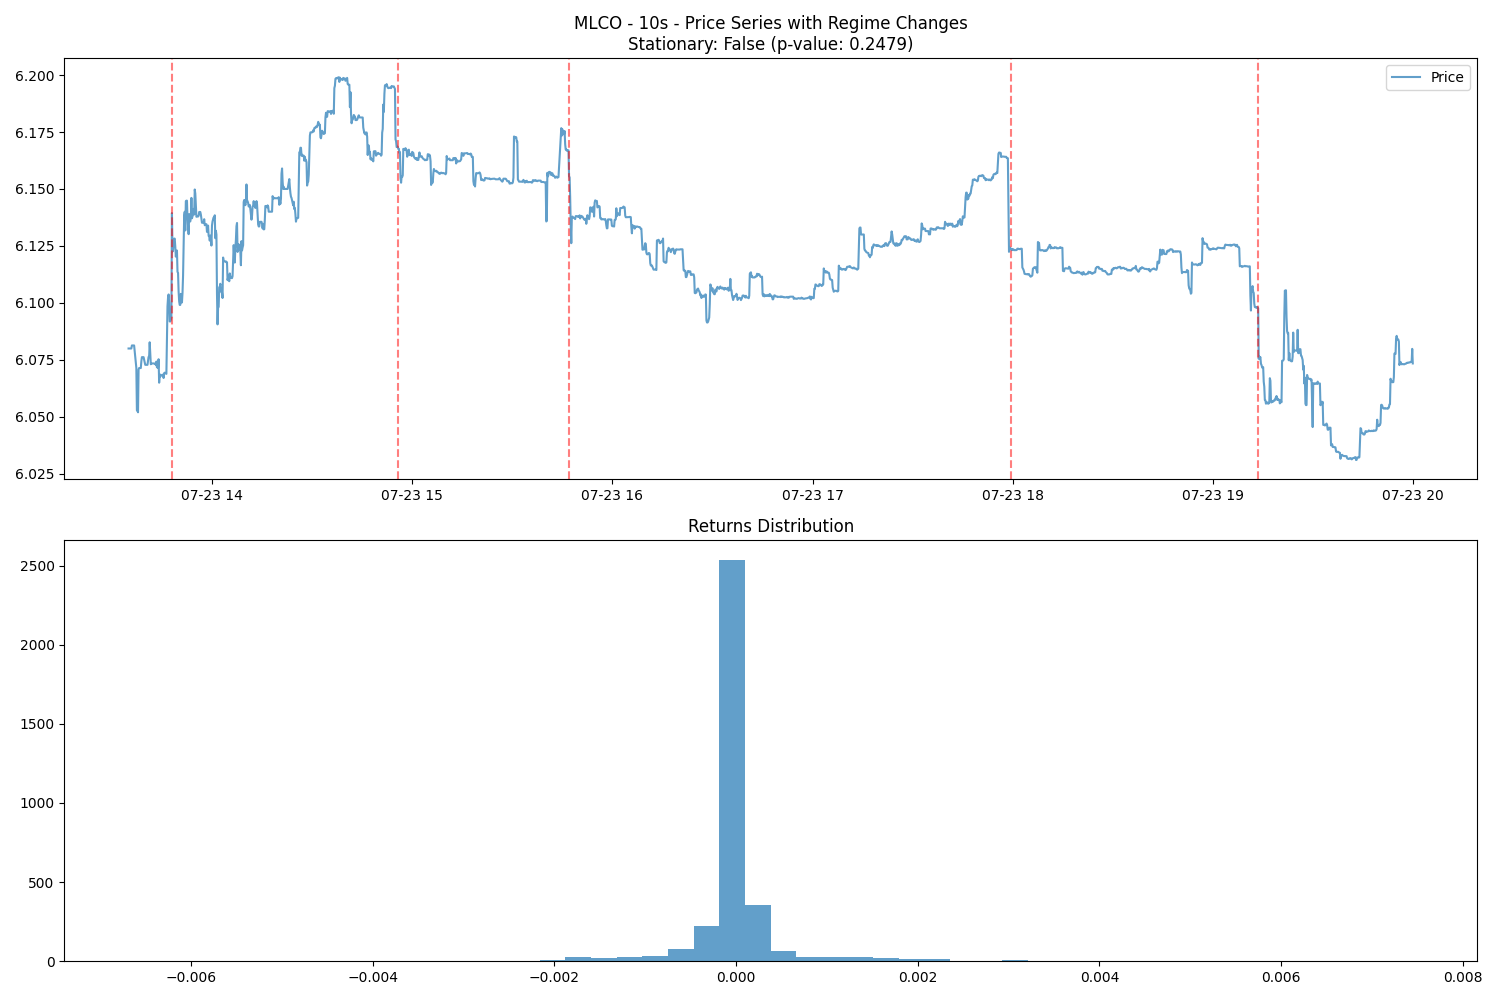 MLCO - 10s - Price Series with Regime Changes
Stationary: False (p-value: 0.2479)
Price
6.200
6.175
6.150
6.125
6.100
6.075
6.050
6.025
07-23 14 07-23 15 07-23 16 07-23 17 07-23 18 07-23 19 07-23 20
Returns Distribution
2500
2000
1500
1000
500
0
−0.006 −0.004 −0.002 0.000 0.002 0.004 0.006 0.008